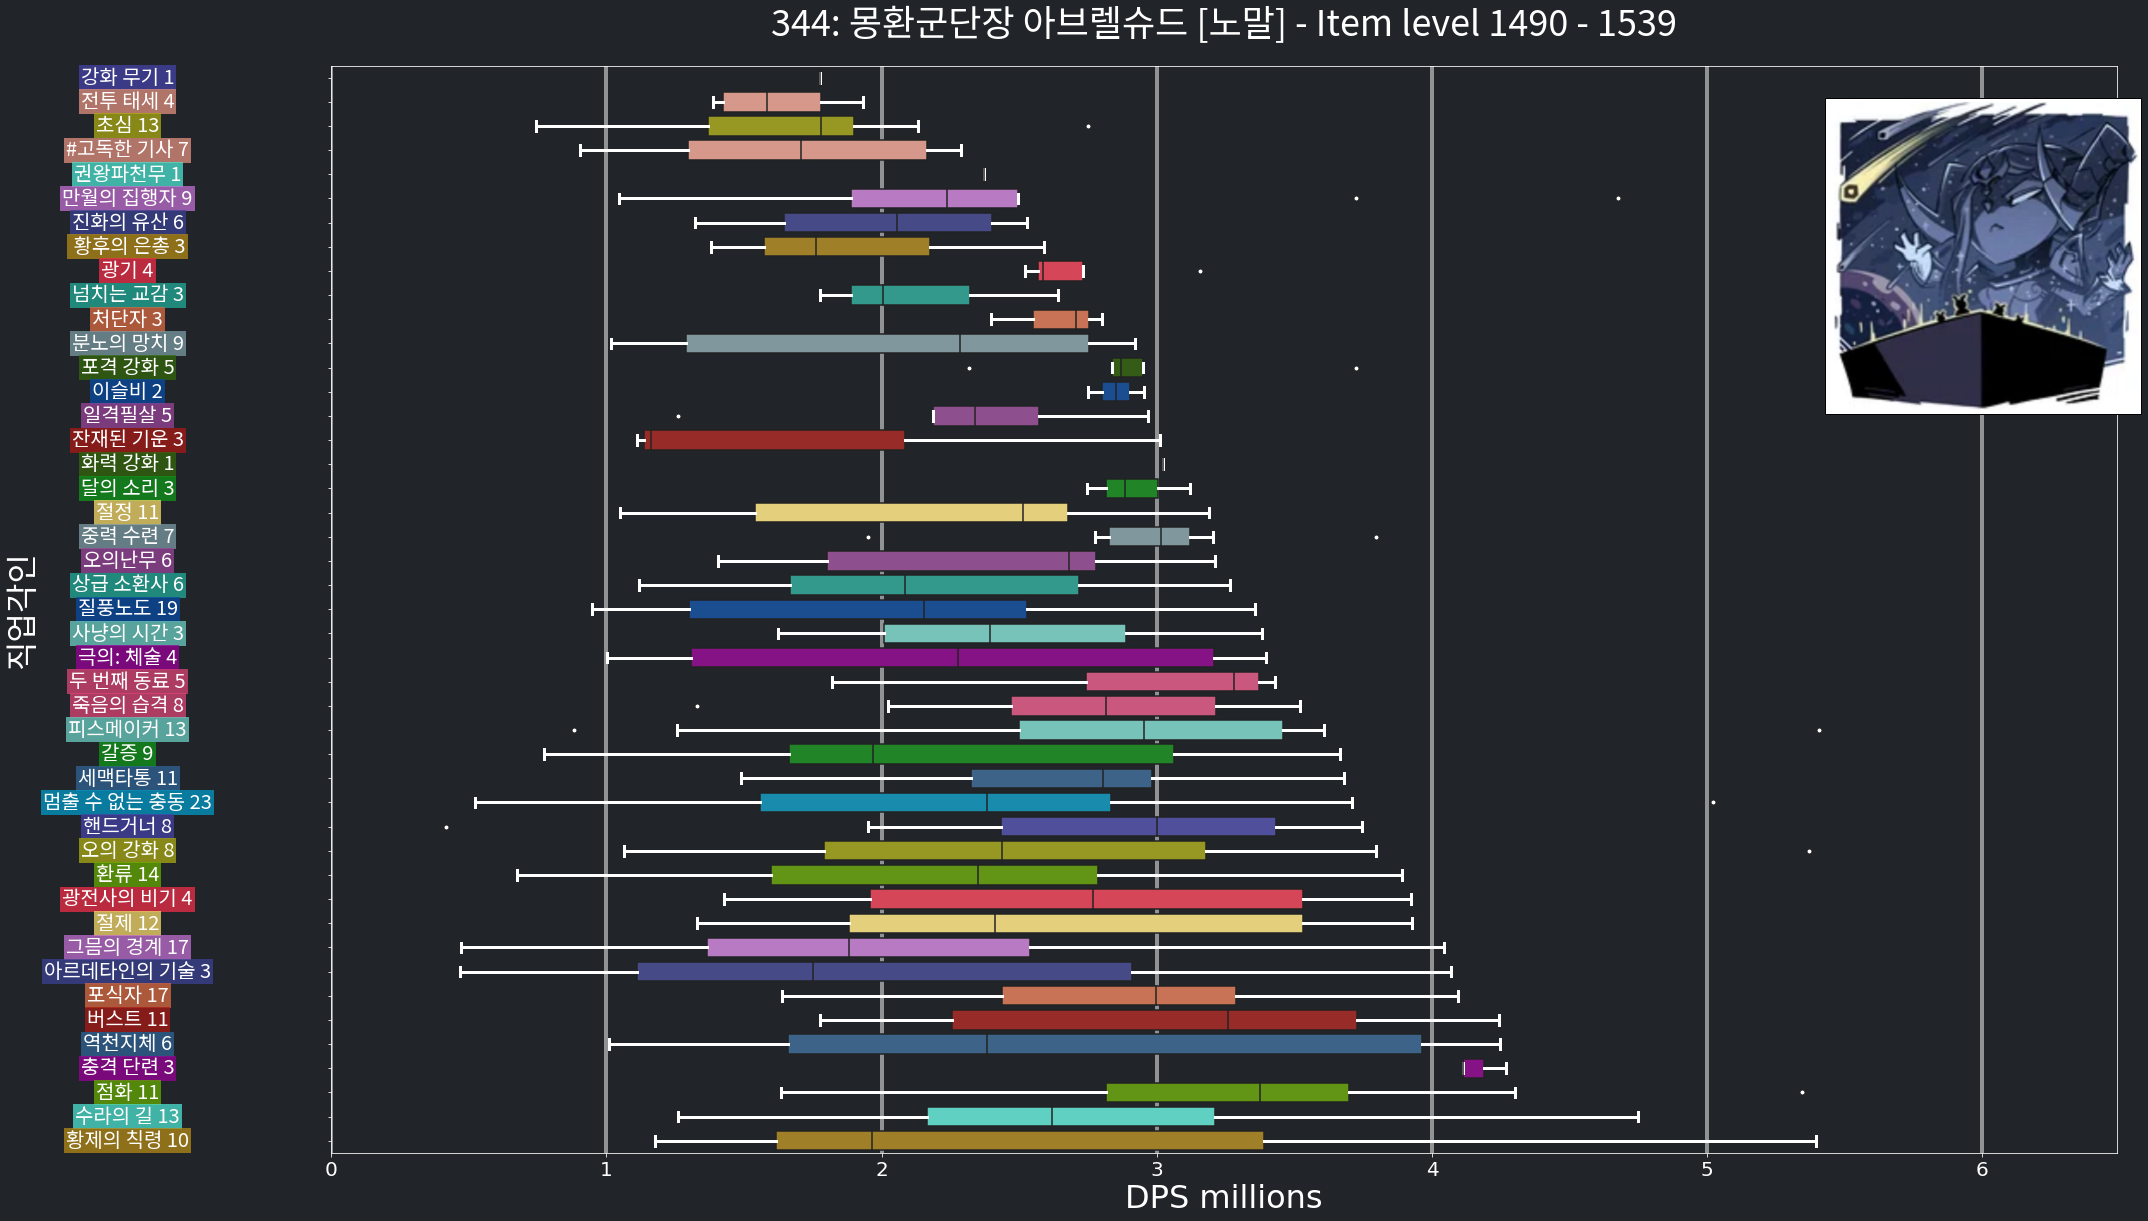 344: 몽환군단장 아브렐슈드 [노말] - Item level 1490 - 1539
직업각인
강화 무기 1
전투 태세 4
초심 13
#고독한 기사 7
권왕파천무 1
만월의 집행자 9
진화의 유산 6
황후의 은총 3
광기 4
넘치는 교감 3
처단자 3
분노의 망치 9
포격 강화 5
이슬비 2
일격필살 5
잔재된 기운 3
화력 강화 1
달의 소리 3
절정 11
중력 수련 7
오의난무 6
상급 소환사 6
질풍노도 19
사냥의 시간 3
극의: 체술 4
두 번째 동료 5
죽음의 습격 8
피스메이커 13
갈증 9
세맥타통 11
멈출 수 없는 충동 23
핸드거너 8
오의 강화 8
환류 14
광전사의 비기 4
절제 12
그믐의 경계 17
아르데타인의 기술 3
포식자 17
버스트 11
역천지체 6
충격 단련 3
점화 11
수라의 길 13
황제의 칙령 10
0 1 2 3 4 5 6
DPS millions